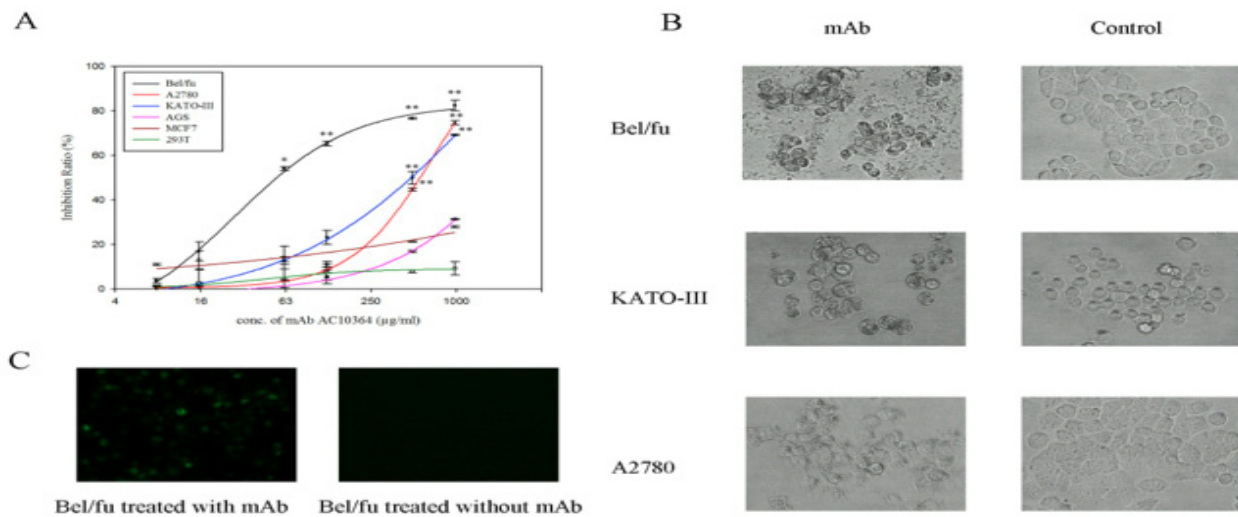 A
B
mAb
Control
100
80
60
40
20
0
Inhibition Ratio (%)
Bel/fu
A2780
KATO-III
AGS
MCF7
293T
*
**
**
**
**
**
**
**
4
16
63
250
1000
conc. of mAb AC10364 (µg/ml)
Bel/fu
KATO-III
A2780
C
Bel/fu treated with mAb
Bel/fu treated without mAb